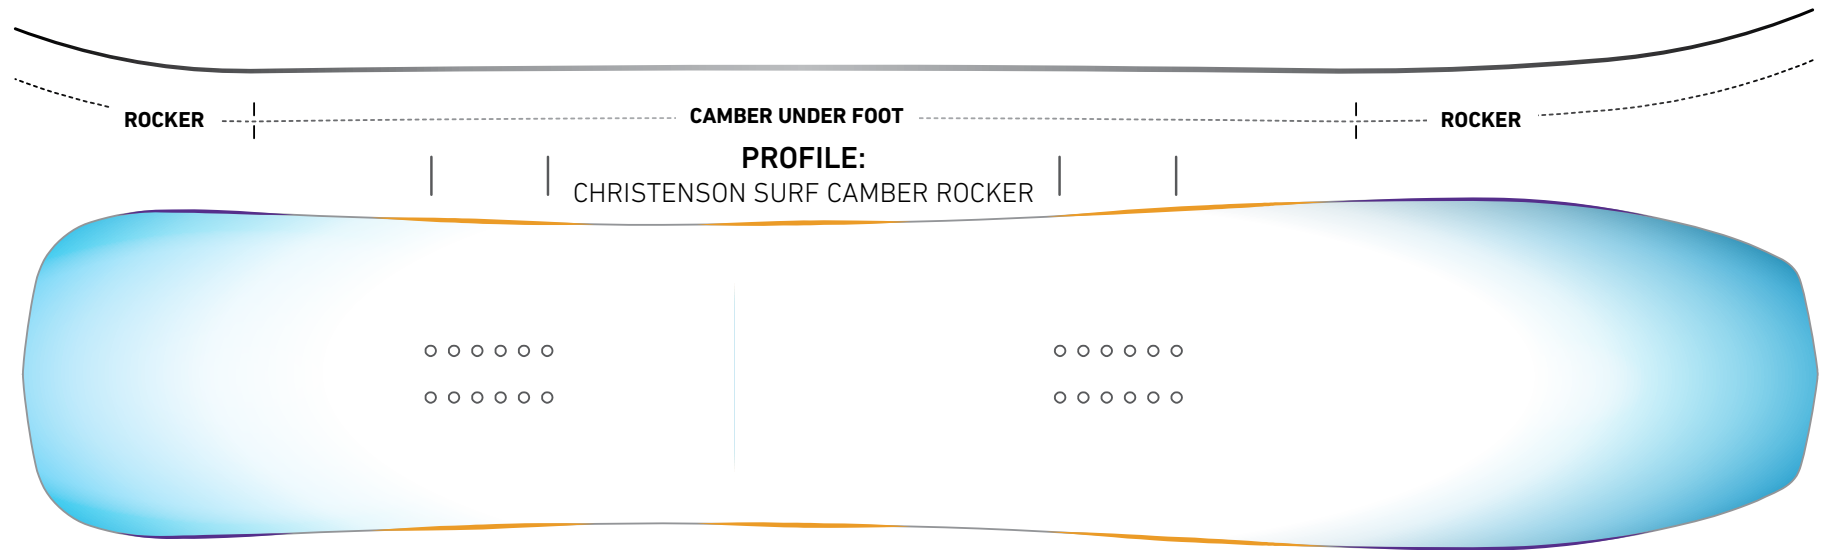 ROCKER
CAMBER UNDER FOOT
ROCKER
PROFILE:
CHRISTENSON SURF CAMBER ROCKER